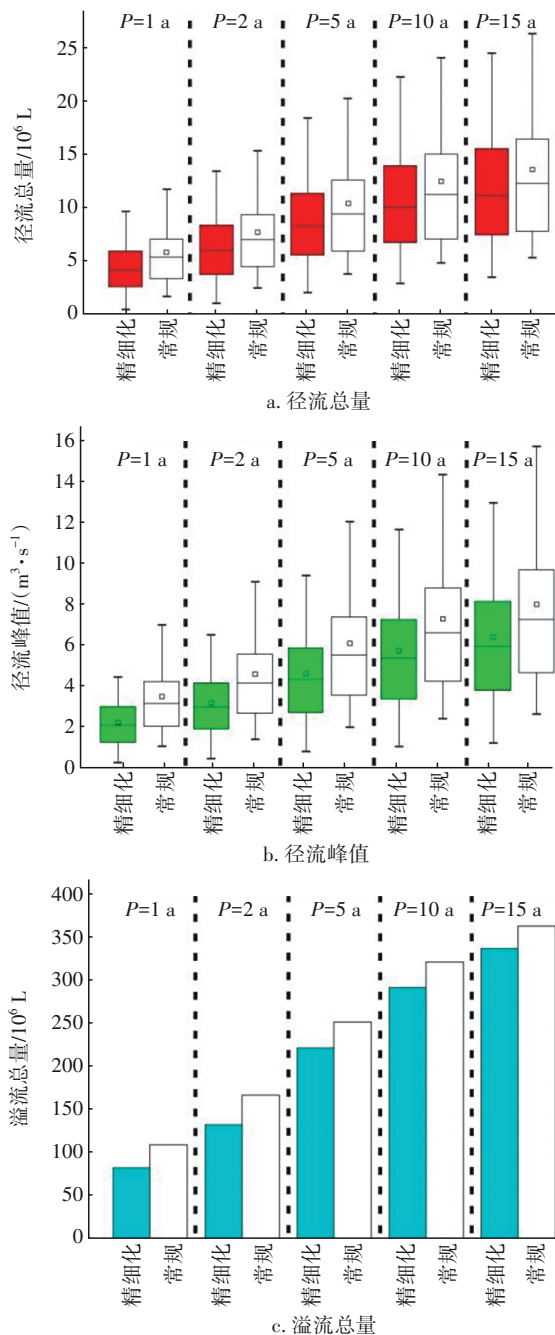 P=1 a P=2 a P=5 a P=10 a P=15 a
径流总量/10⁶ L
25
20
15
10
5
0
精细化 常规 精细化 常规 精细化 常规 精细化 常规 精细化 常规
a. 径流总量
P=1 a P=2 a P=5 a P=10 a P=15 a
径流峰值/(m³·s⁻¹)
16
14
12
10
8
6
4
2
0
精细化 常规 精细化 常规 精细化 常规 精细化 常规 精细化 常规
b. 径流峰值
P=1 a P=2 a P=5 a P=10 a P=15 a
溢流总量/10⁶ L
400
350
300
250
200
150
100
50
0
精细化 常规 精细化 常规 精细化 常规 精细化 常规 精细化 常规
c. 溢流总量